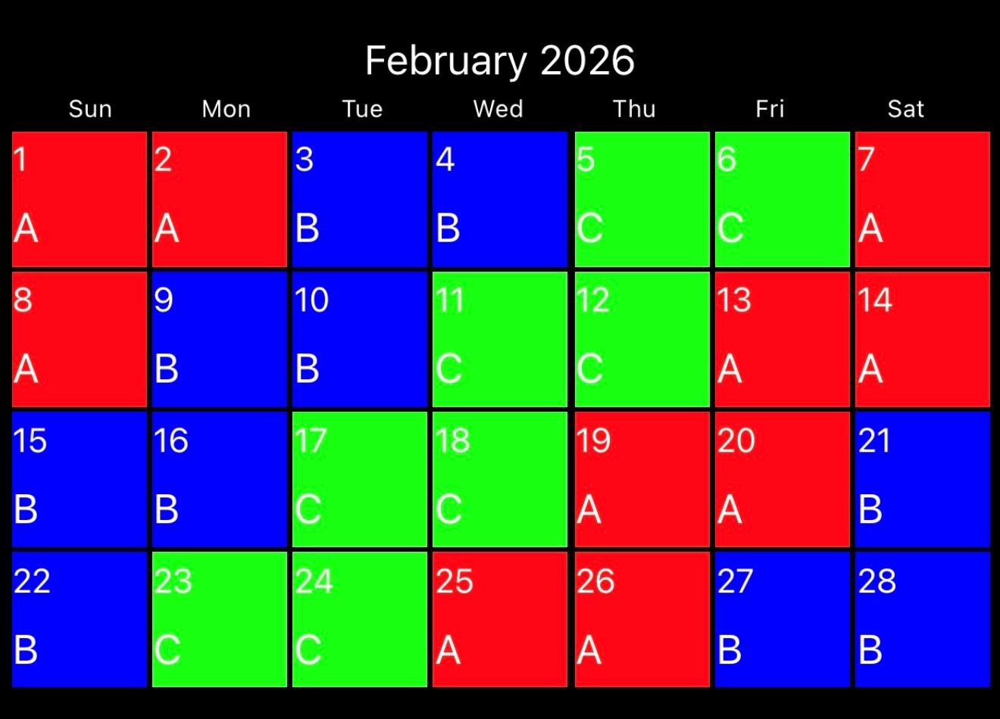 February 2026
Sun Mon Tue Wed Thu Fri Sat
1 2 3 4 5 6 7
A A B B C C A
8 9 10 11 12 13 14
A B B C C A A
15 16 17 18 19 20 21
B B C C A A B
22 23 24 25 26 27 28
B C C A A B B